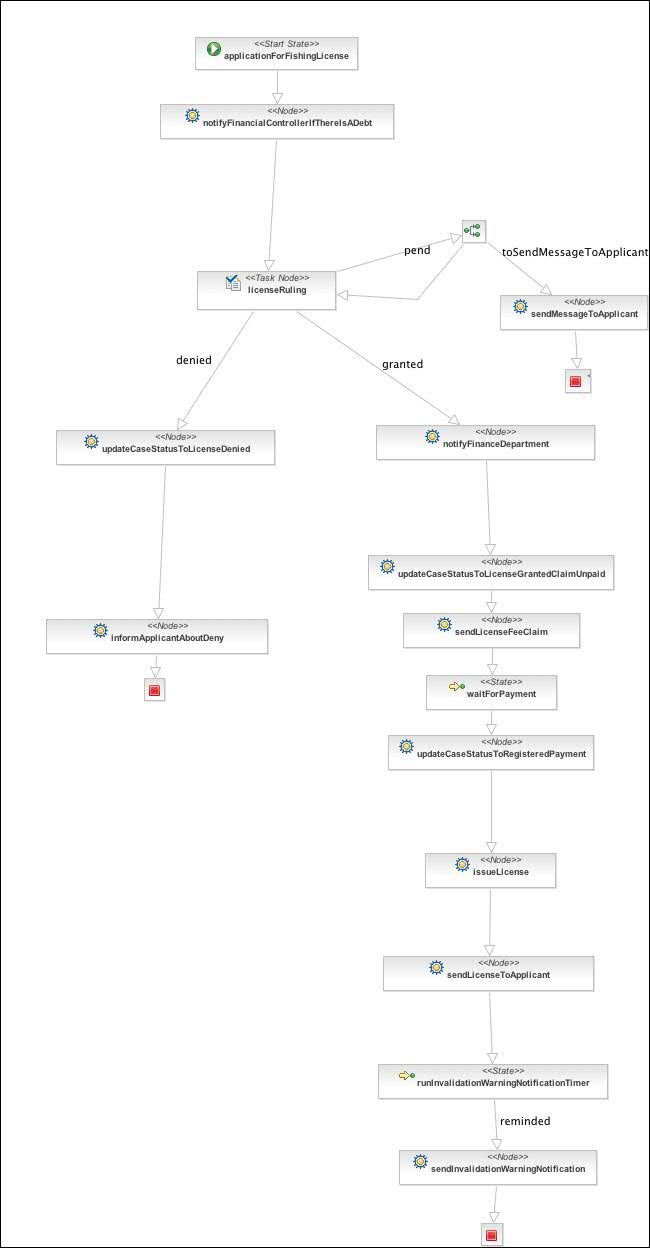 <<Start State>>
applicationForFishingLicense
<<Node>>
notifyFinancialControllerIfThereIsADebt
pend
toSendMessageToApplicant
<<Task Node>>
licenseRuling
<<Node>>
sendMessageToApplicant
denied
granted
<<Node>>
updateCaseStatusToLicenseDenied
<<Node>>
notifyFinanceDepartment
<<Node>>
updateCaseStatusToLicenseGrantedClaimUnpaid
<<Node>>
informApplicantAboutDeny
<<Node>>
sendLicenseFeeClaim
<<State>>
waitForPayment
<<Node>>
updateCaseStatusToRegisteredPayment
<<Node>>
issueLicense
<<Node>>
sendLicenseToApplicant
<<State>>
runInvalidationWarningNotificationTimer
reminded
<<Node>>
sendInvalidationWarningNotification